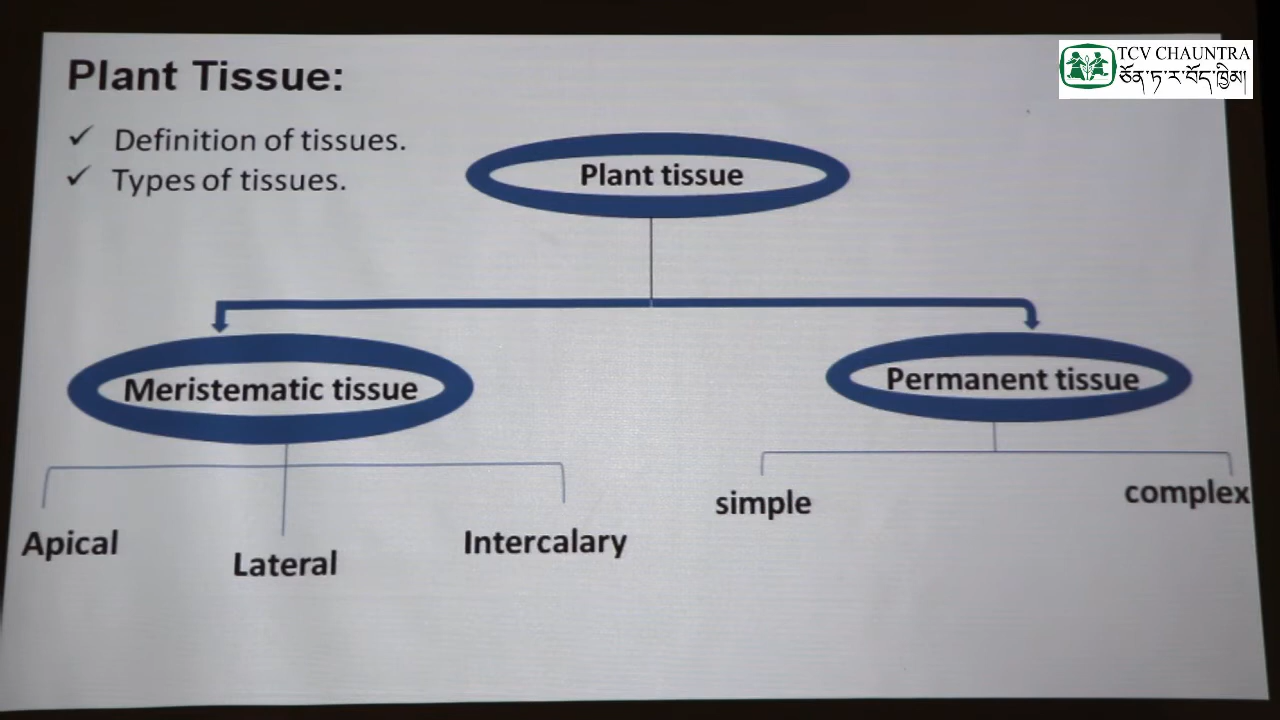 Plant Tissue:
TCV CHAUNTRA
ཅོན་ཏ་ར་བོད་ཁྱིམ།
✓ Definition of tissues.
✓ Types of tissues.
Plant tissue
Meristematic tissue
Permanent tissue
simple
complex
Apical
Lateral
Intercalary